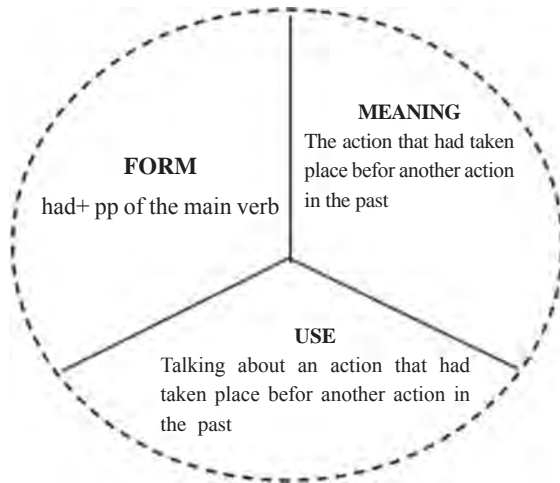 FORM
had+ pp of the main verb
MEANING
The action that had taken
place befor another action
in the past
USE
Talking about an action that had
taken place befor another action in
the past